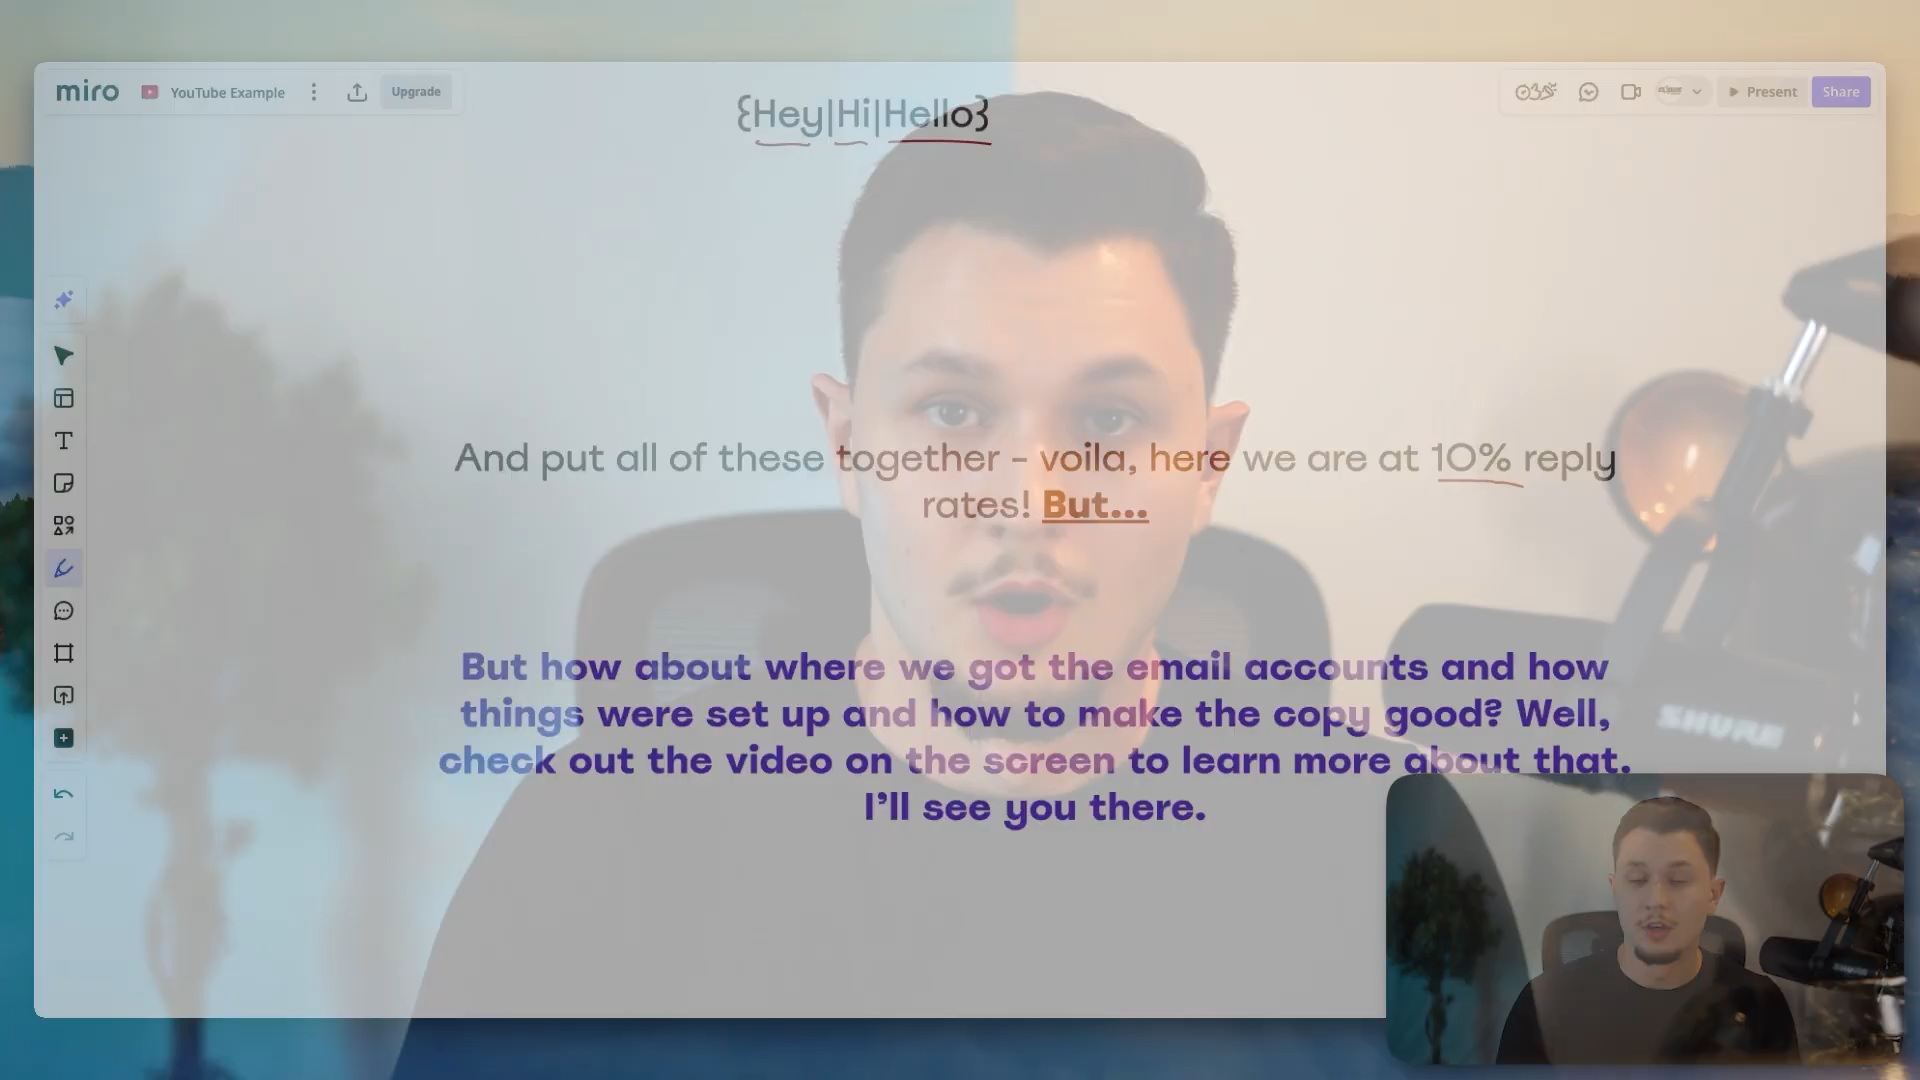 miro
YouTube Example
Upgrade
Present
Share
{Hey|Hi|Hello}
And put all of these together - voila, here we are at 10% reply
rates! But...
But how about where we got the email accounts and how
things were set up and how to make the copy good? Well,
check out the video on the screen to learn more about that.
I'll see you there.
SHURE